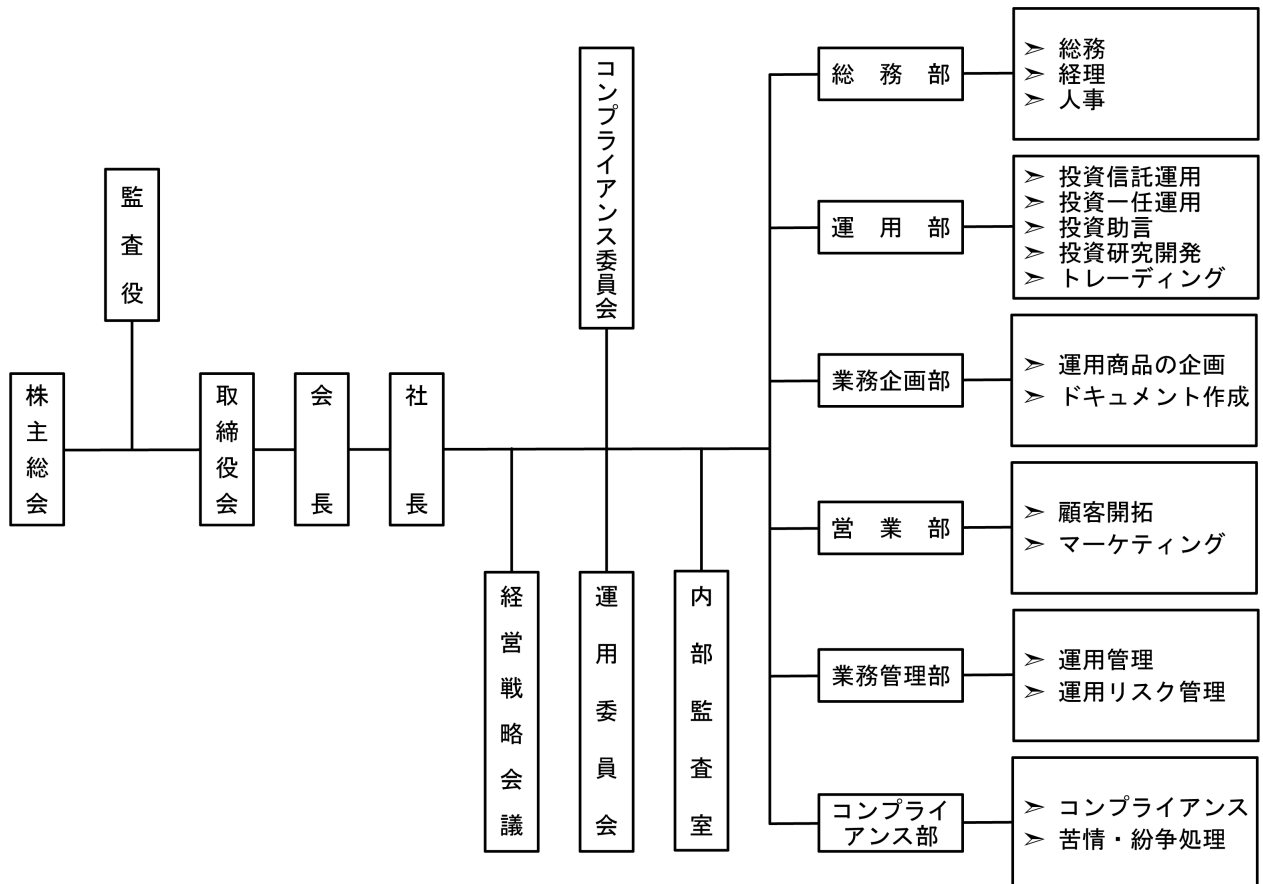 株主総会
監査役
取締役会
会長
社長
コンプライアンス委員会
経営戦略会議
運用委員会
内部監査室
総務部
➢ 総務
➢ 経理
➢ 人事
運用部
➢ 投資信託運用
➢ 投資一任運用
➢ 投資助言
➢ 投資研究開発
➢ トレーディング
業務企画部
➢ 運用商品の企画
➢ ドキュメント作成
営業部
➢ 顧客開拓
➢ マーケティング
業務管理部
➢ 運用管理
➢ 運用リスク管理
コンプライ
アンス部
➢ コンプライアンス
➢ 苦情・紛争処理